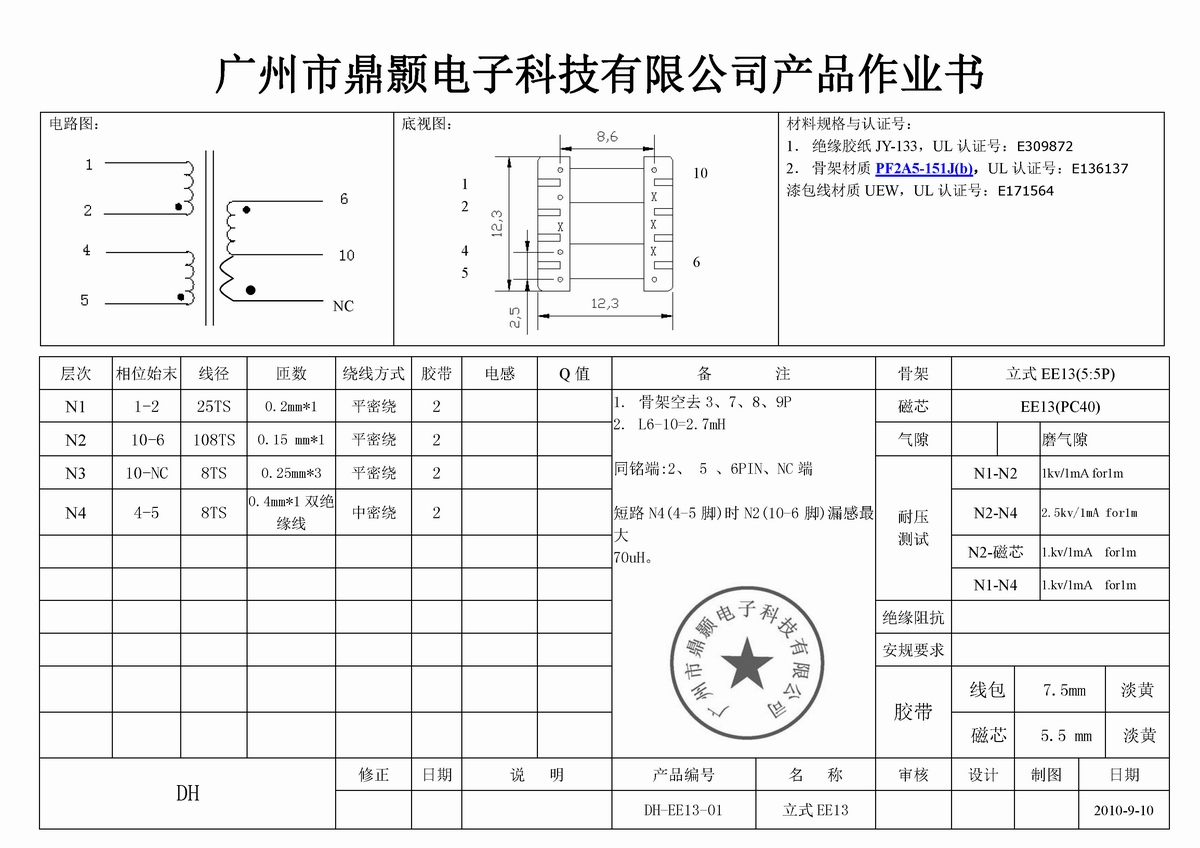 广州市鼎颢电子科技有限公司产品作业书
电路图：
1
2
4
5
6
10
NC
底视图：
8,6
1
2
4
5
12,3
2,5
X
X
X
X
10
6
12,3
材料规格与认证号：
1. 绝缘胶纸 JY-133，UL 认证号：E309872
2. 骨架材质 PF2A5-151J(b)，UL 认证号：E136137
漆包线材质 UEW，UL 认证号：E171564
层次 相位始末 线径 匝数 绕线方式 胶带 电感 Q 值
N1 1-2 25TS 0.2mm*1 平密绕 2
N2 10-6 108TS 0.15 mm*1 平密绕 2
N3 10-NC 8TS 0.25mm*3 平密绕 2
N4 4-5 8TS 0.4mm*1 双绝缘线 中密绕 2
备 注
1. 骨架空去 3、7、8、9P
2. L6-10=2.7mH
同铭端:2、 5 、6PIN、NC 端
短路 N4(4-5 脚)时 N2(10-6 脚)漏感最
大
70uH。
广州市鼎颢电子科技有限公司
骨架 立式 EE13(5:5P)
磁芯 EE13(PC40)
气隙 磨气隙
耐压
测试
N1-N2 1kv/1mA for1m
N2-N4 2.5kv/1mA for1m
N2-磁芯 1.kv/1mA for1m
N1-N4 1.kv/1mA for1m
绝缘阻抗
安规要求
胶带
线包 7.5mm 淡黄
磁芯 5.5 mm 淡黄
DH
修正 日期 说 明 产品编号 名 称 审核 设计 制图 日期
DH-EE13-01 立式 EE13 2010-9-10